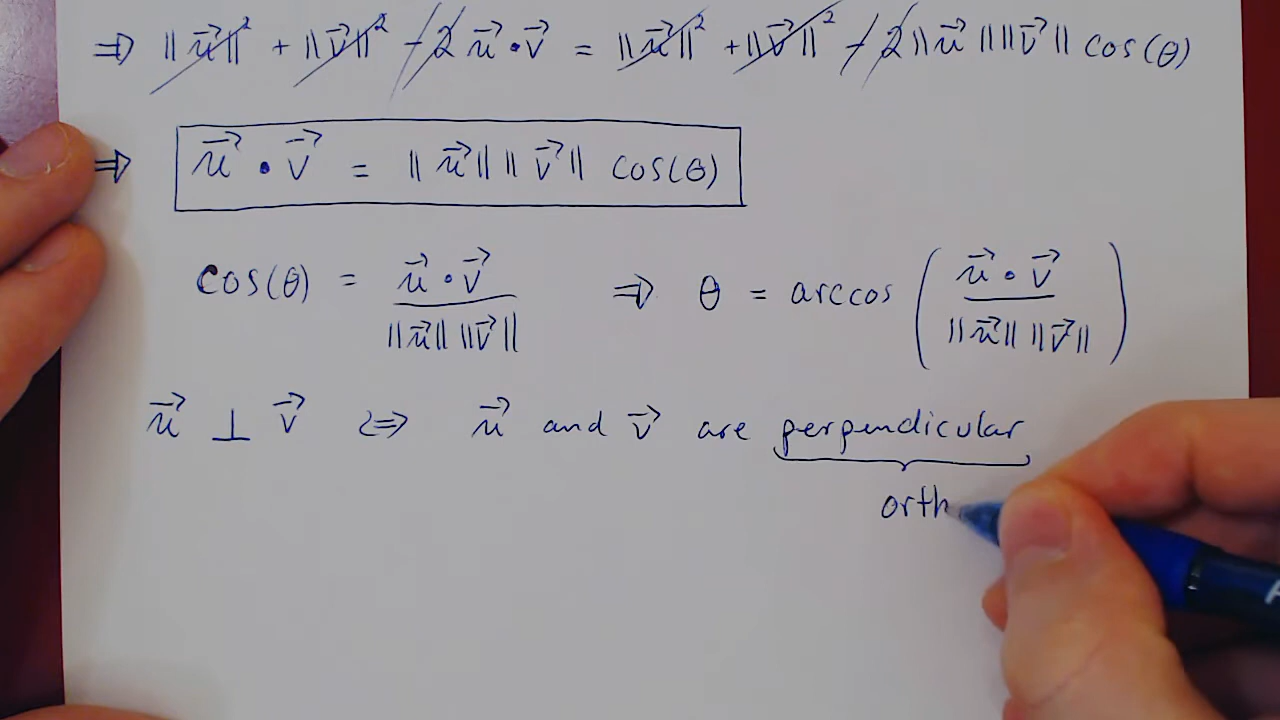 ⇒ ‖u⃗‖² + ‖v⃗‖² − 2 u⃗ • v⃗ = ‖u⃗‖² + ‖v⃗‖² − 2‖u⃗‖‖v⃗‖ cos(θ)
⇒ u⃗ • v⃗ = ‖u⃗‖ ‖v⃗‖ cos(θ)
cos(θ) = u⃗ • v⃗ / ‖u⃗‖ ‖v⃗‖ ⇒ θ = arccos ( u⃗ • v⃗ / ‖u⃗‖ ‖v⃗‖ )
u⃗ ⊥ v⃗ ⇔ u⃗ and v⃗ are perpendicular
orth